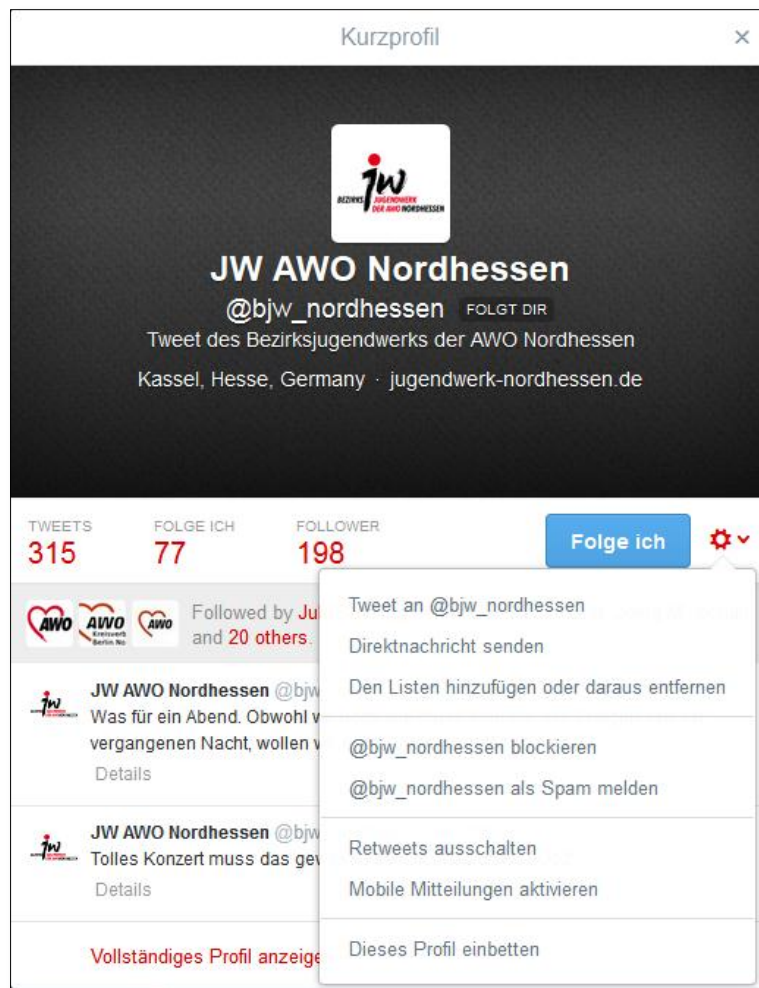 Kurzprofil ×
BEZIRKS JUGENDWERK
DER AWO NORDHESSEN
JW AWO Nordhessen
@bjw_nordhessen FOLGT DIR
Tweet des Bezirksjugendwerks der AWO Nordhessen
Kassel, Hesse, Germany · jugendwerk-nordhessen.de
TWEETS FOLGE ICH FOLLOWER
315 77 198
Folge ich
AWO AWO AWO
Kreisverb
Berlin
Followed by
and 20 others.
JW AWO Nordhessen @bjw
Was für ein Abend. Obwohl
vergangenen Nacht, wollen
Details
JW AWO Nordhessen @bjw
Tolles Konzert muss das
Details
Vollständiges Profil
Tweet an @bjw_nordhessen
Direktnachricht senden
Den Listen hinzufügen oder daraus entfernen
@bjw_nordhessen blockieren
@bjw_nordhessen als Spam melden
Retweets ausschalten
Mobile Mitteilungen aktivieren
Dieses Profil einbetten